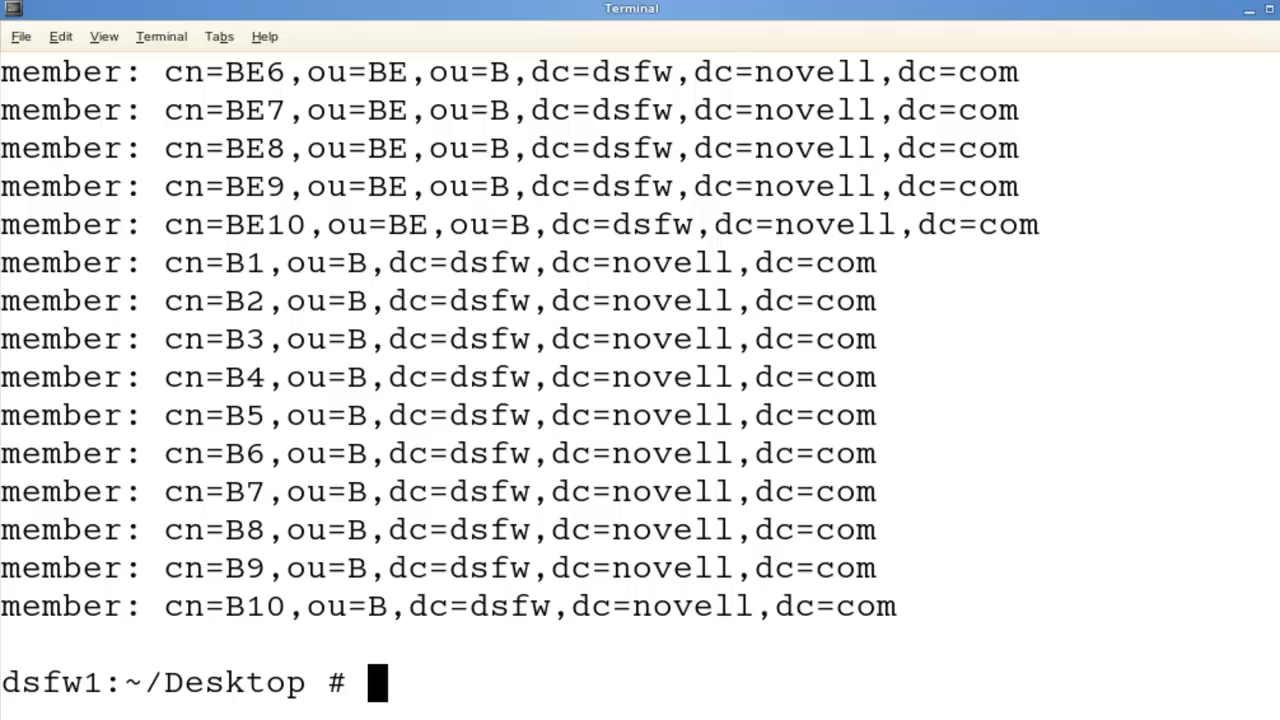 Terminal
File Edit View Terminal Tabs Help
member: cn=BE6,ou=BE,ou=B,dc=dsfw,dc=novell,dc=com
member: cn=BE7,ou=BE,ou=B,dc=dsfw,dc=novell,dc=com
member: cn=BE8,ou=BE,ou=B,dc=dsfw,dc=novell,dc=com
member: cn=BE9,ou=BE,ou=B,dc=dsfw,dc=novell,dc=com
member: cn=BE10,ou=BE,ou=B,dc=dsfw,dc=novell,dc=com
member: cn=B1,ou=B,dc=dsfw,dc=novell,dc=com
member: cn=B2,ou=B,dc=dsfw,dc=novell,dc=com
member: cn=B3,ou=B,dc=dsfw,dc=novell,dc=com
member: cn=B4,ou=B,dc=dsfw,dc=novell,dc=com
member: cn=B5,ou=B,dc=dsfw,dc=novell,dc=com
member: cn=B6,ou=B,dc=dsfw,dc=novell,dc=com
member: cn=B7,ou=B,dc=dsfw,dc=novell,dc=com
member: cn=B8,ou=B,dc=dsfw,dc=novell,dc=com
member: cn=B9,ou=B,dc=dsfw,dc=novell,dc=com
member: cn=B10,ou=B,dc=dsfw,dc=novell,dc=com
dsfw1:~/Desktop #